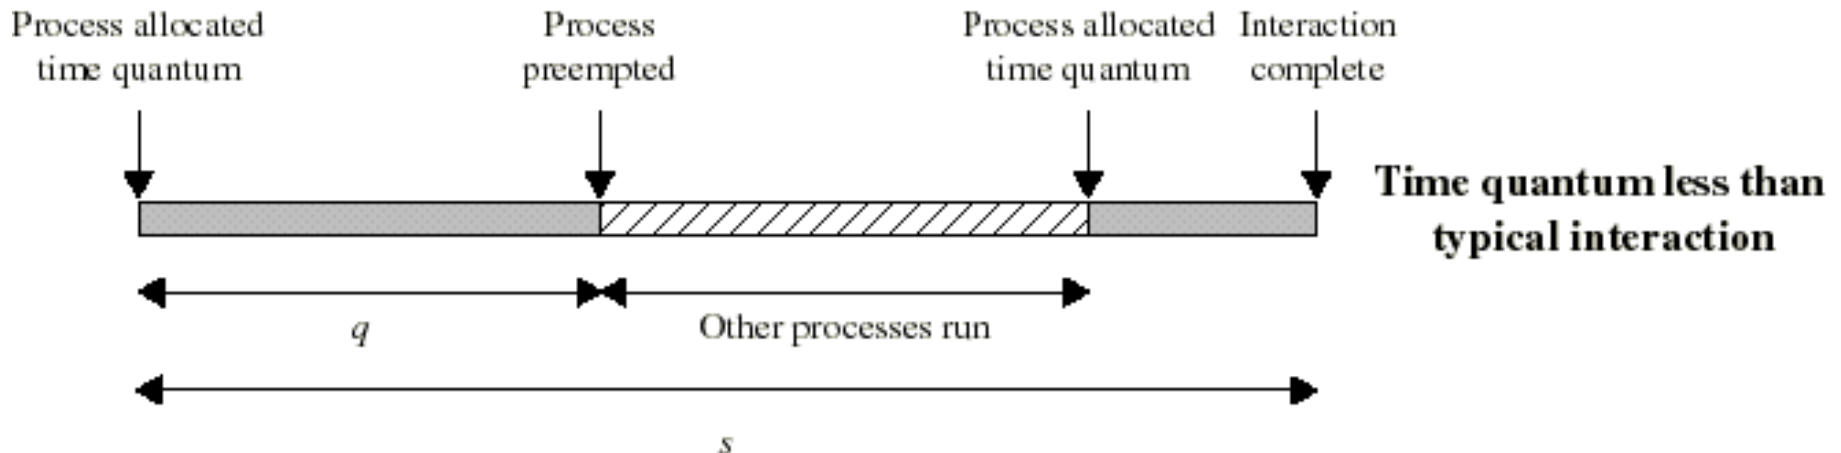 Process allocated
time quantum
Process
preempted
Process allocated
time quantum
Interaction
complete
Time quantum less than
typical interaction
q
Other processes run
s